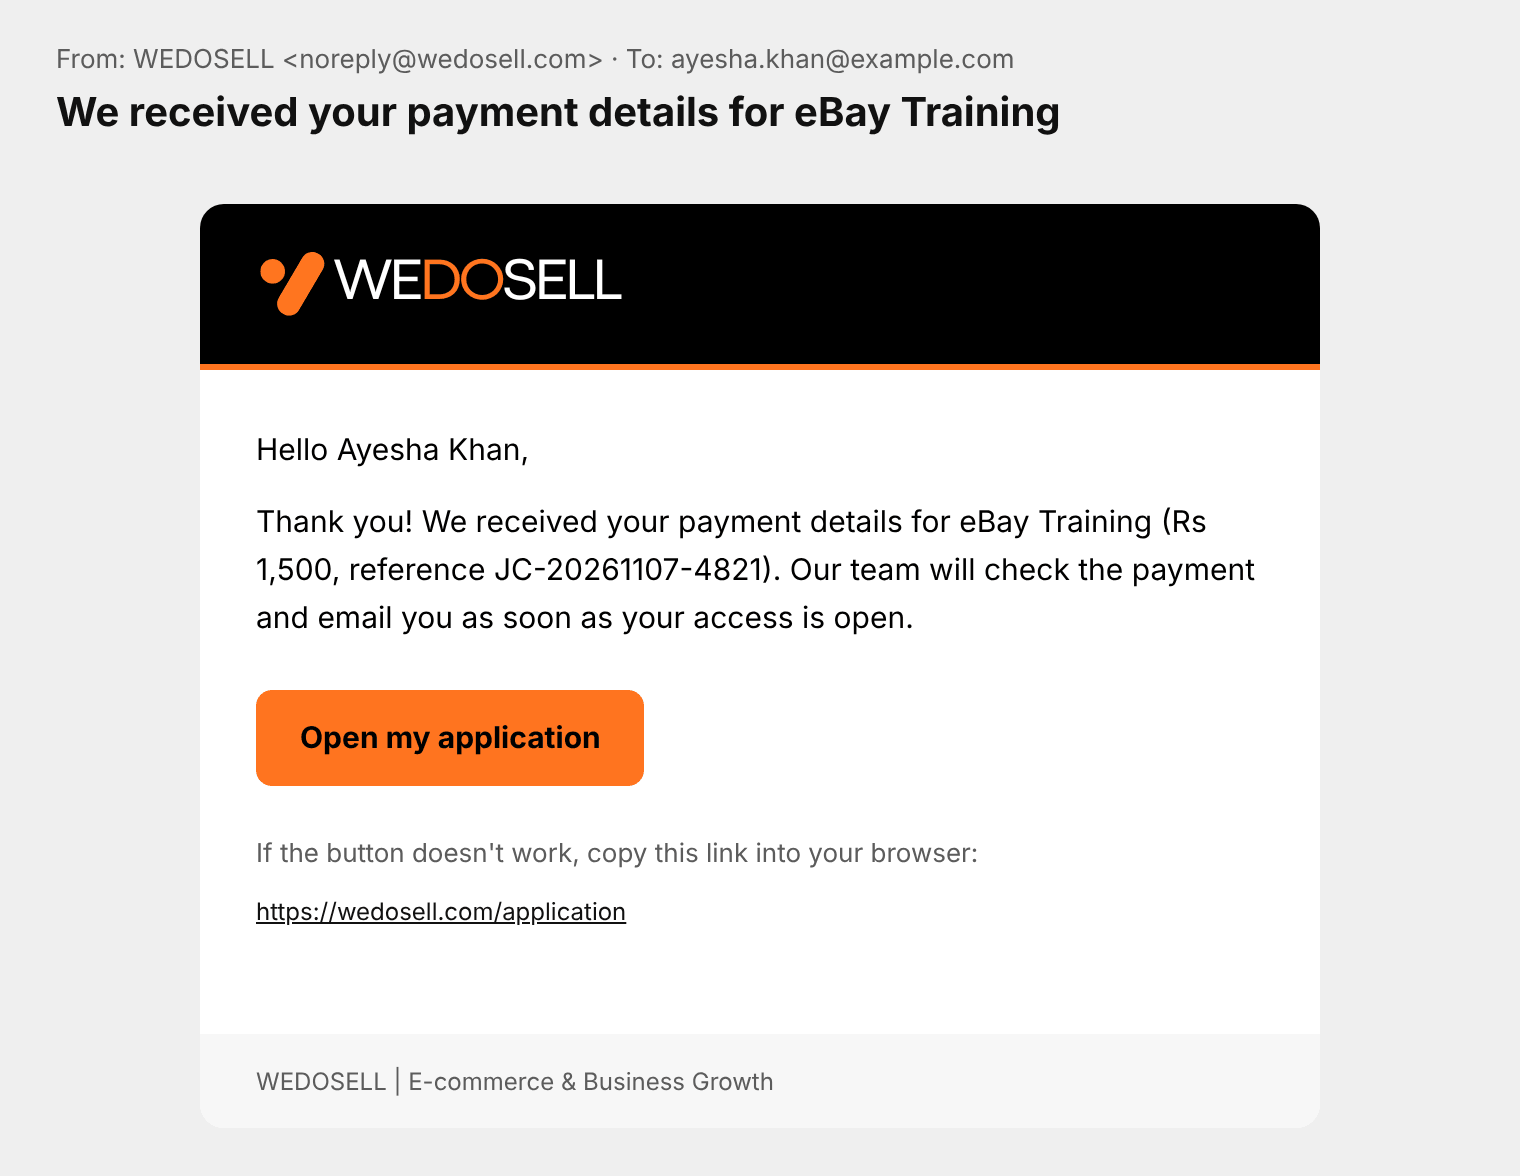 From: WEDOSELL <noreply@wedosell.com> · To: ayesha.khan@example.com
We received your payment details for eBay Training
WEDOSELL
Hello Ayesha Khan,
Thank you! We received your payment details for eBay Training (Rs
1,500, reference JC-20261107-4821). Our team will check the payment
and email you as soon as your access is open.
Open my application
If the button doesn't work, copy this link into your browser:
https://wedosell.com/application
WEDOSELL | E-commerce & Business Growth